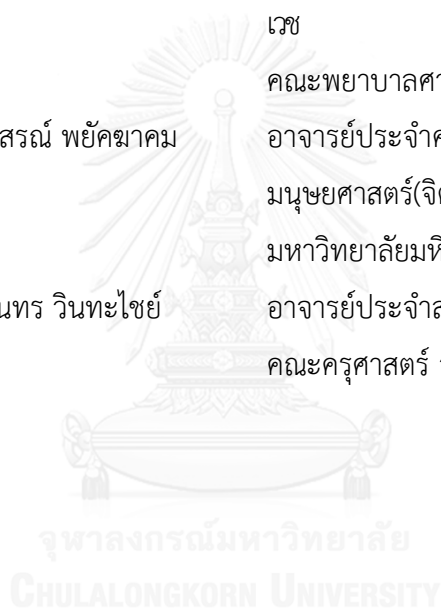 เวช
คณะพยาบาลศา
สรณ์ พยัคฆาคม อาจารย์ประจำค
มนุษยศาสตร์(จิต
มหาวิทยาลัยมหิ
นทร วินทะไชย์ อาจารย์ประจำส
คณะครุศาสตร์
จุฬาลงกรณ์มหาวิทยาลัย
CHULALONGKORN UNIVERSITY